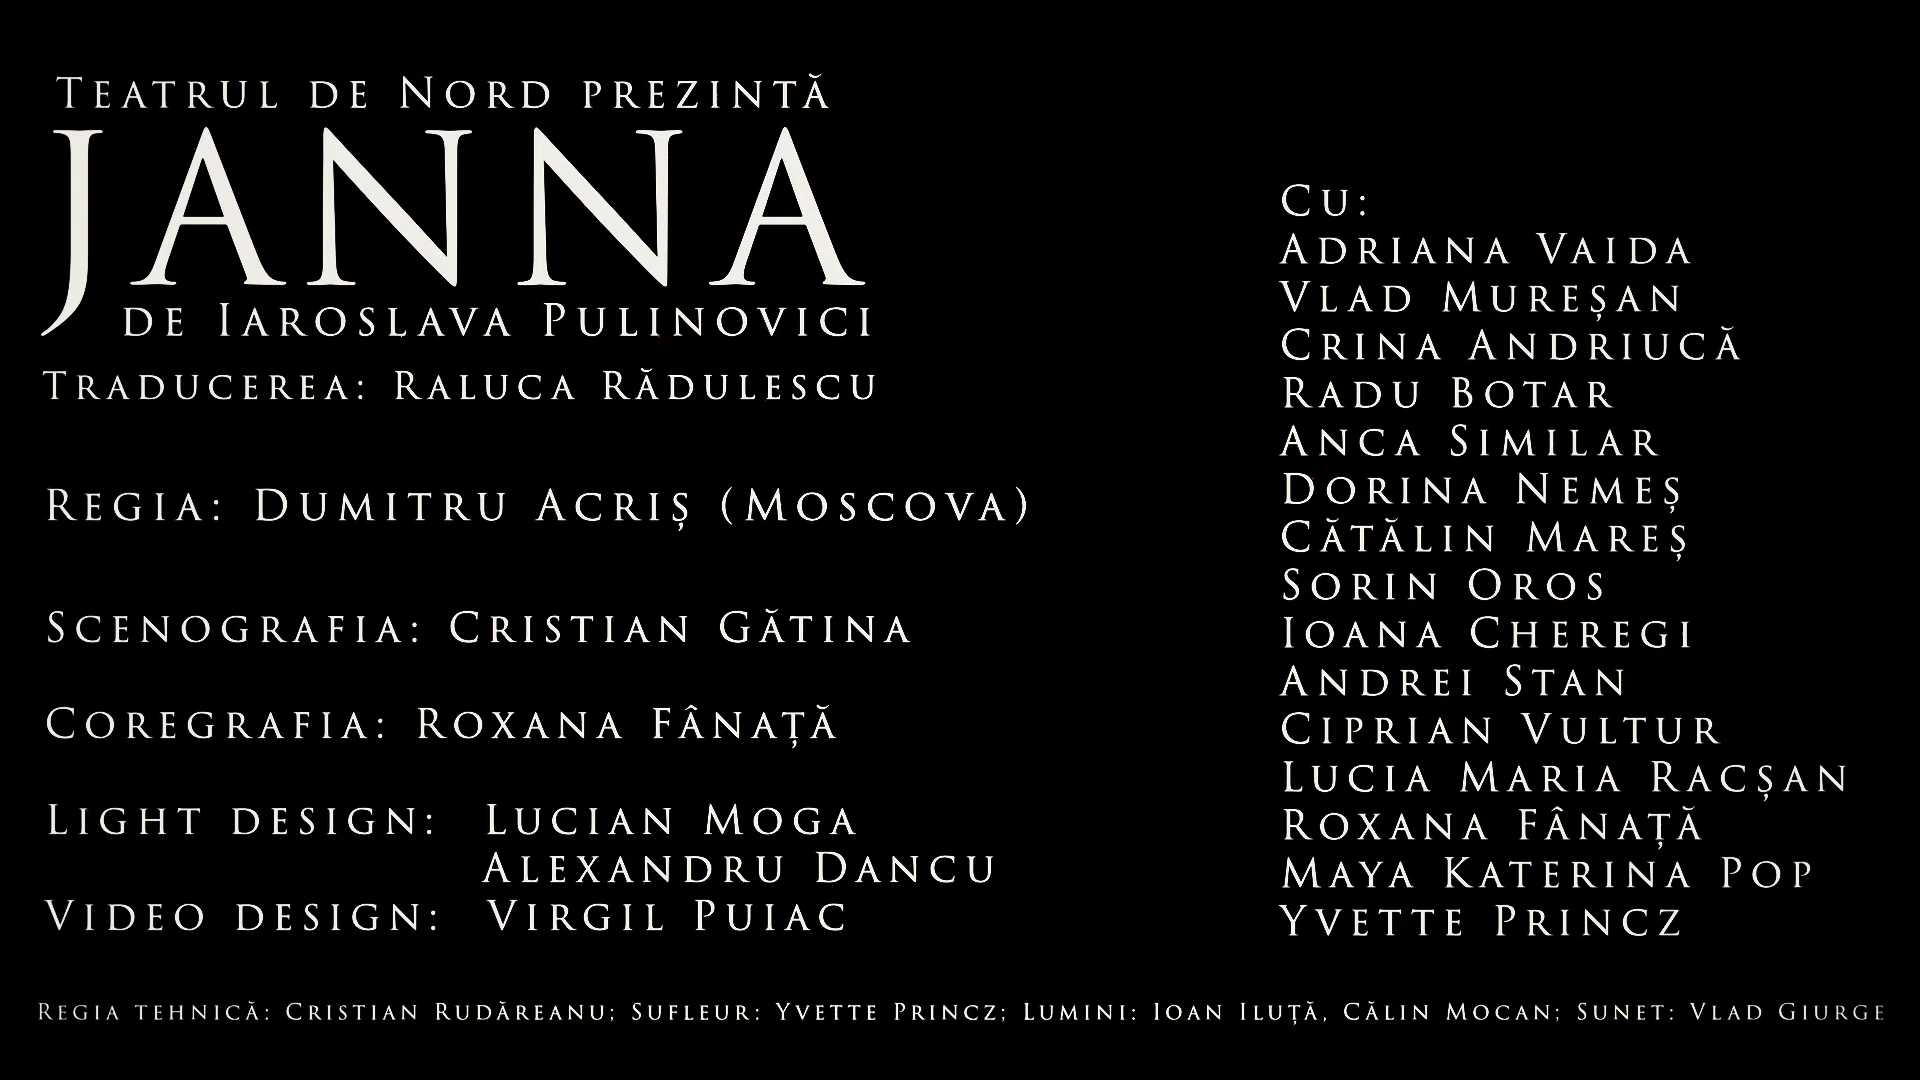 Teatrul de Nord prezintă
JANNA
de Iaroslava Pulinovici
Traducerea: Raluca Rădulescu
Regia: Dumitru Acriș (Moscova)
Scenografia: Cristian Gătina
Coregrafia: Roxana Fânață
Light design: Lucian Moga
Alexandru Dancu
Video design: Virgil Puiac
Cu:
Adriana Vaida
Vlad Mureșan
Crina Andriucă
Radu Botar
Anca Similar
Dorina Nemeș
Cătălin Mareș
Sorin Oros
Ioana Cheregi
Andrei Stan
Ciprian Vultur
Lucia Maria Racșan
Roxana Fânață
Maya Katerina Pop
Yvette Princz
Regia tehnică: Cristian Rudăreanu; Sufleur: Yvette Princz; Lumini: Ioan Iluță, Călin Mocan; Sunet: Vlad Giurge